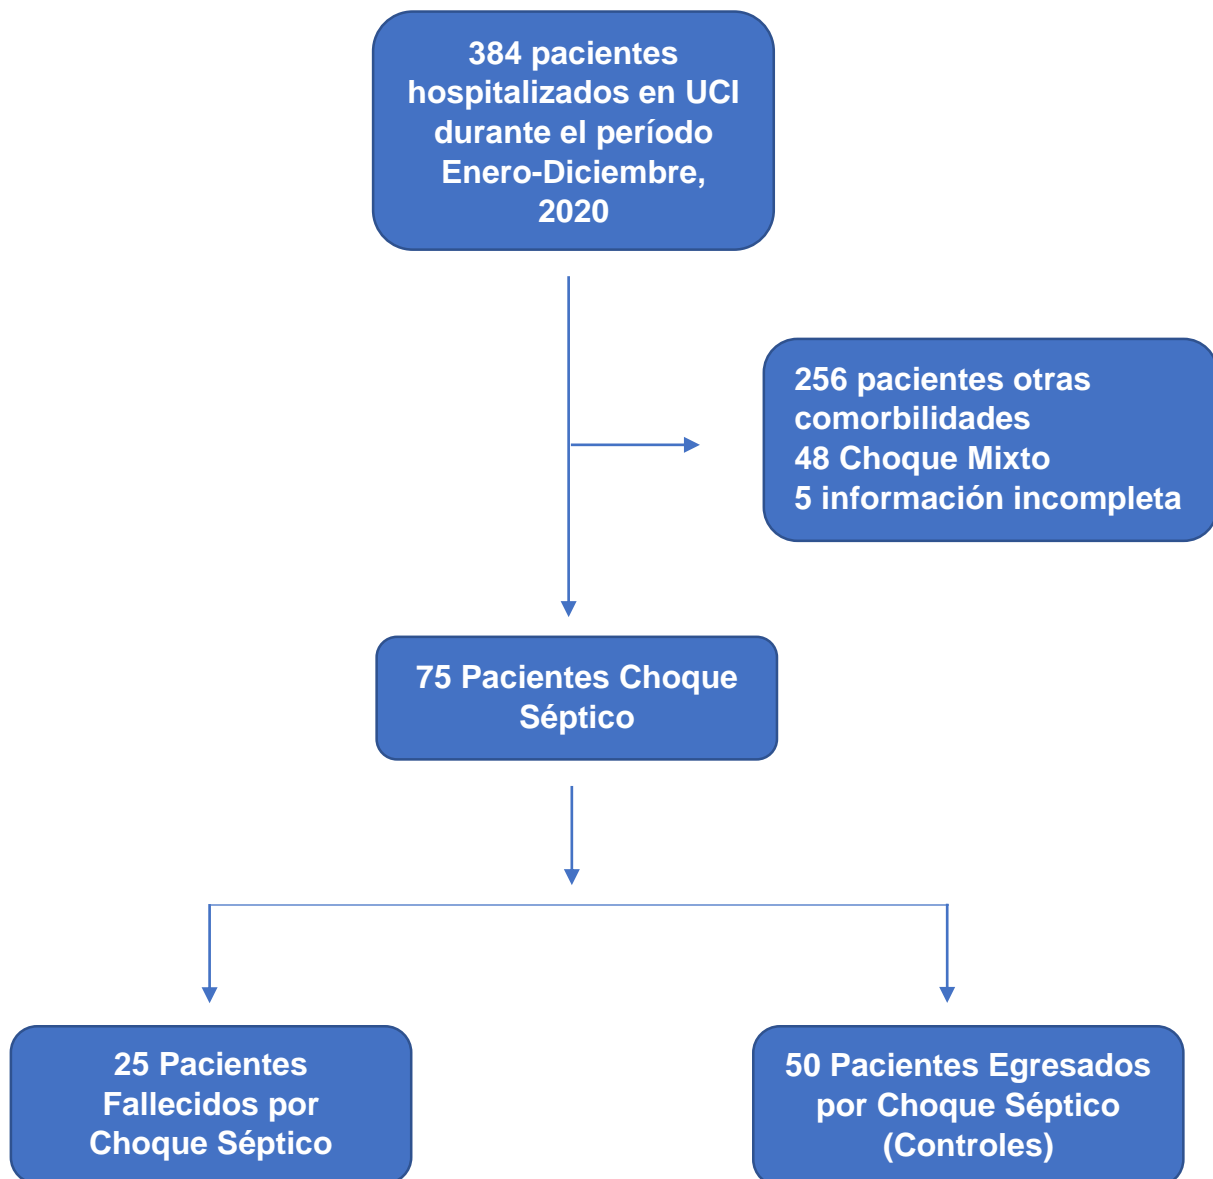 384 pacientes
hospitalizados en UCI
durante el período
Enero-Diciembre,
2020
256 pacientes otras
comorbilidades
48 Choque Mixto
5 información incompleta
75 Pacientes Choque
Séptico
25 Pacientes
Fallecidos por
Choque Séptico
50 Pacientes Egresados
por Choque Séptico
(Controles)